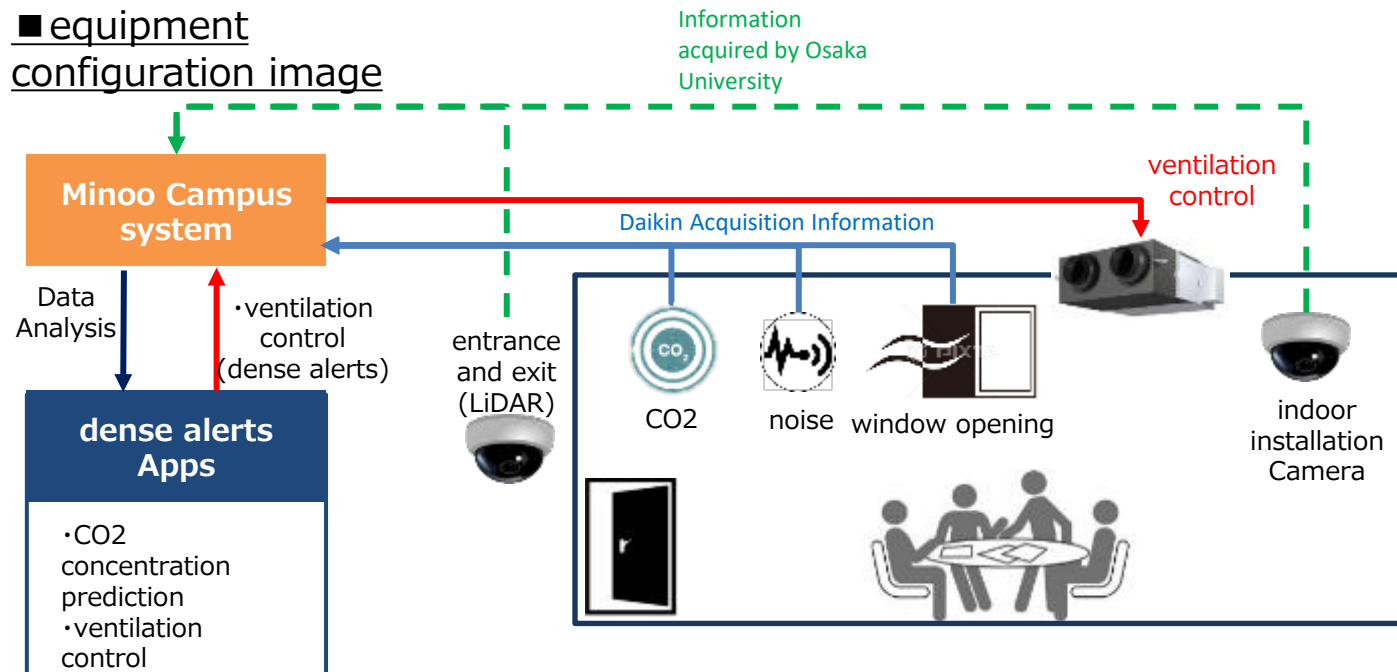 ■equipment
configuration image
Information
acquired by Osaka
University
Minoo Campus
system
ventilation
control
Daikin Acquisition Information
Data
Analysis
・ventilation
control
(dense alerts)
entrance
and exit
(LiDAR)
CO2
CO2
noise
PIXTA
window opening
indoor
installation
Camera
dense alerts
Apps
・CO2
concentration
prediction
・ventilation
control